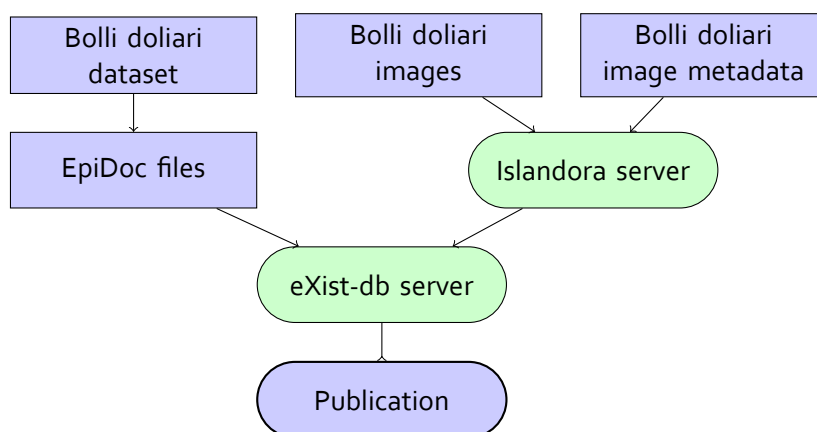 Bolli doliari
dataset
Bolli doliari
images
Bolli doliari
image metadata
EpiDoc files
Islandora server
eXist-db server
Publication